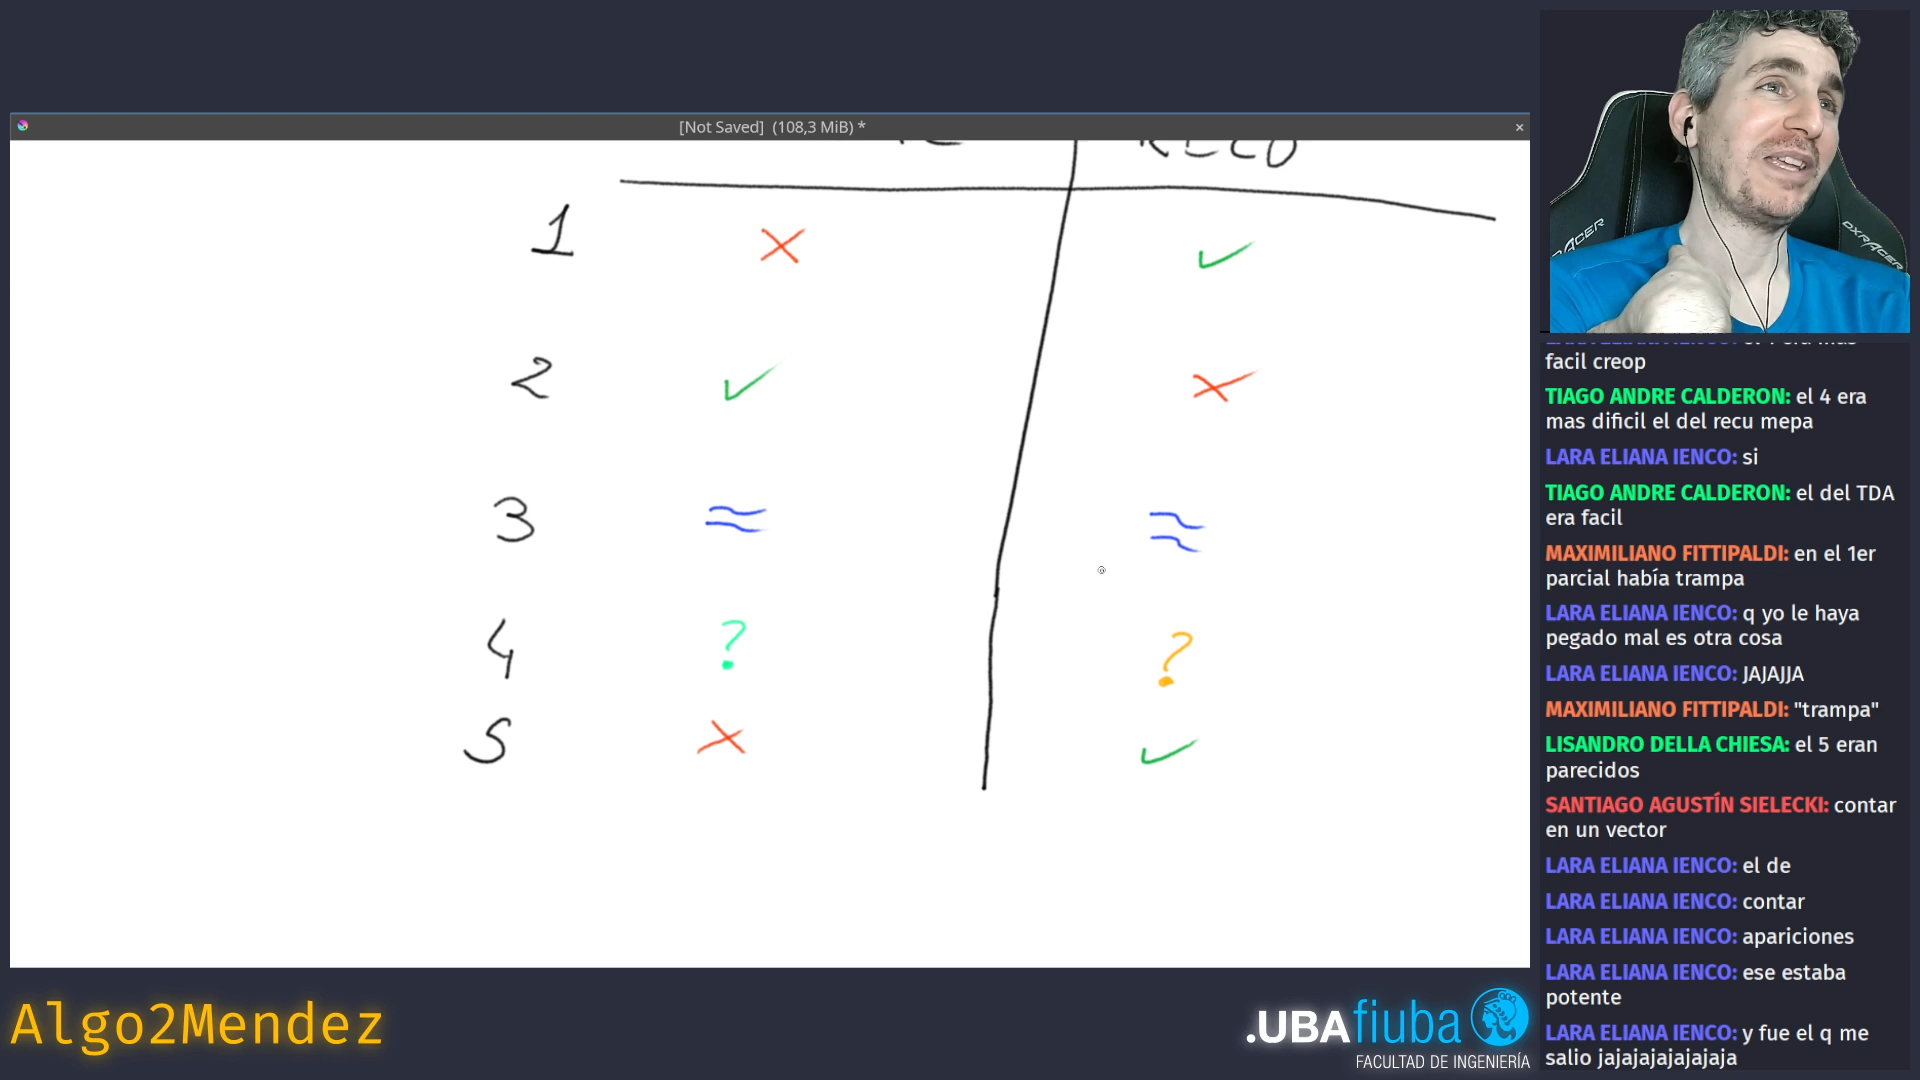 [Not Saved] (108,3 MiB) *
×
RECU
1
2
3
4
5
≈ ≈
? ?
DXRACER
facil creop
TIAGO ANDRE CALDERON: el 4 era
mas dificil el del recu mepa
LARA ELIANA IENCO: si
TIAGO ANDRE CALDERON: el del TDA
era facil
MAXIMILIANO FITTIPALDI: en el 1er
parcial había trampa
LARA ELIANA IENCO: q yo le haya
pegado mal es otra cosa
LARA ELIANA IENCO: JAJAJJA
MAXIMILIANO FITTIPALDI: "trampa"
LISANDRO DELLA CHIESA: el 5 eran
parecidos
SANTIAGO AGUSTÍN SIELECKI: contar
en un vector
LARA ELIANA IENCO: el de
LARA ELIANA IENCO: contar
LARA ELIANA IENCO: apariciones
LARA ELIANA IENCO: ese estaba
potente
LARA ELIANA IENCO: y fue el q me
salio jajajajajajajaja
Algo2Mendez
.UBAfiuba
FACULTAD DE INGENIERÍA